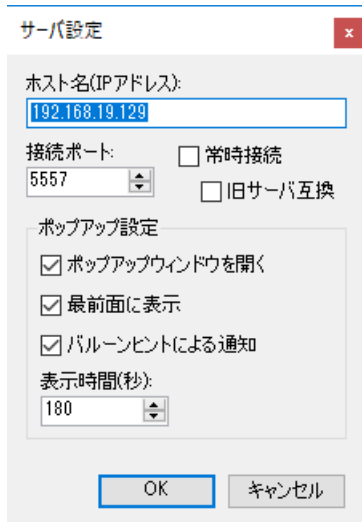 サーバ設定
x
ホスト名(IPアドレス):
192.168.19.129
接続ポート: 常時接続
5557
旧サーバ互換
ポップアップ設定
ポップアップウィンドウを開く
最前面に表示
バルーンヒントによる通知
表示時間(秒):
180
OK キャンセル